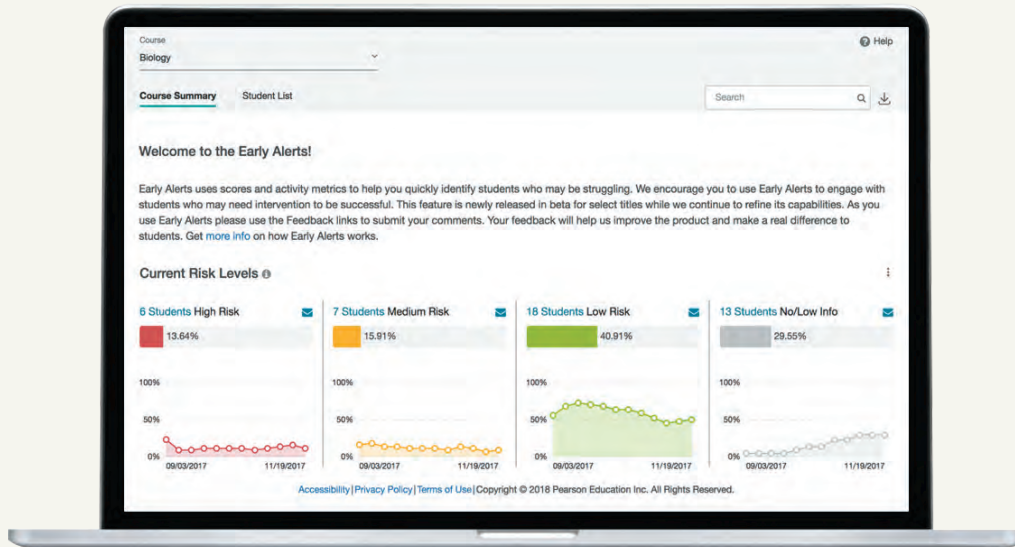 Course
Help
Biology
Course Summary
Student List
Search
Welcome to the Early Alerts!
Early Alerts uses scores and activity metrics to help you quickly identify students who may be struggling. We encourage you to use Early Alerts to engage with
students who may need intervention to be successful. This feature is newly released in beta for select titles while we continue to refine its capabilities. As you
use Early Alerts please use the Feedback links to submit your comments. Your feedback will help us improve the product and make a real difference to
students. Get more info on how Early Alerts works.
Current Risk Levels
6 Students High Risk
13.64%
100%
50%
0%
09/03/2017 11/19/2017
7 Students Medium Risk
15.91%
100%
50%
0%
09/03/2017 11/19/2017
18 Students Low Risk
40.91%
100%
50%
0%
09/03/2017 11/19/2017
13 Students No/Low Info
29.55%
100%
50%
0%
09/03/2017 11/19/2017
Accessibility|Privacy Policy|Terms of Use|Copyright © 2018 Pearson Education Inc. All Rights Reserved.